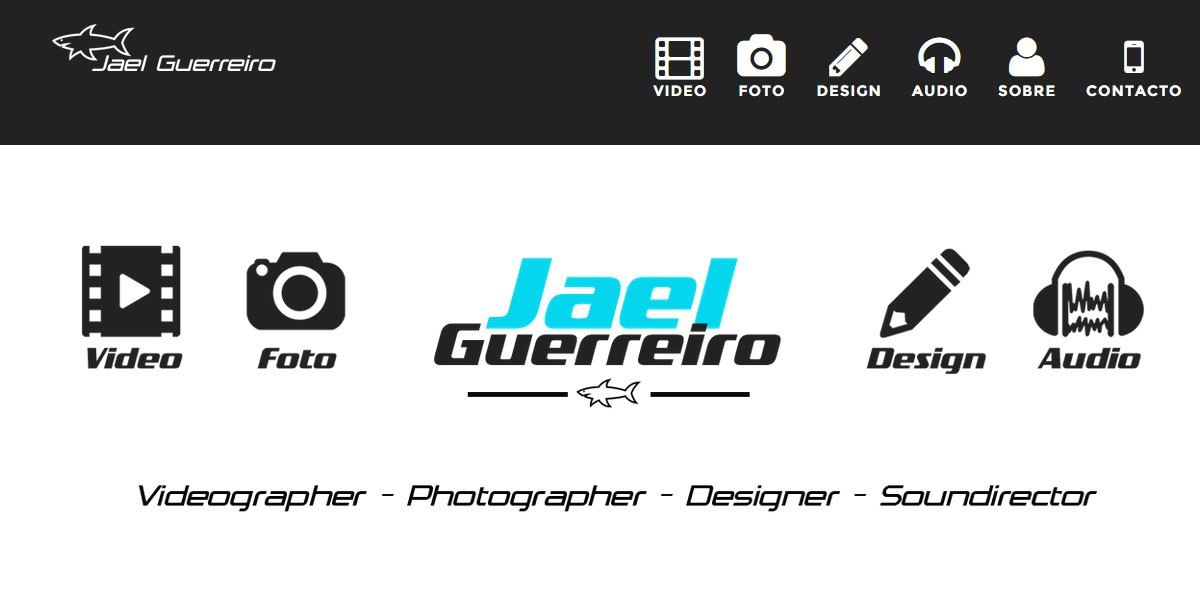 Jael Guerreiro
VIDEO FOTO DESIGN AUDIO SOBRE CONTACTO
Jael
Guerreiro
Video Foto Design Audio
Videographer - Photographer - Designer - Soundirector